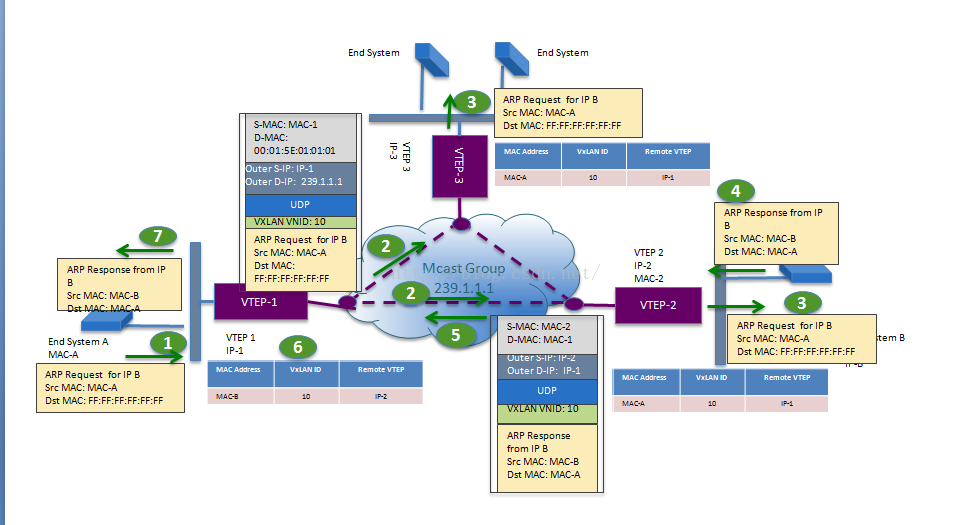 End System
End System
3
ARP Request for IP B
Src MAC: MAC-A
Dst MAC: FF:FF:FF:FF:FF:FF
S-MAC: MAC-1
D-MAC:
00:01:5E:01:01:01
Outer S-IP: IP-1
Outer D-IP: 239.1.1.1
UDP
VXLAN VNID: 10
ARP Request for IP B
Src MAC: MAC-A
Dst MAC:
FF:FF:FF:FF:FF:FF
VTEP 3
IP-3
VTEP-3
MAC Address VxLAN ID Remote VTEP
MAC-A 10 IP-1
4
ARP Response from IP
B
Src MAC: MAC-B
Dst MAC: MAC-A
7
ARP Response from IP
B
Src MAC: MAC-B
Dst MAC: MAC-A
2
Mcast Group
239.1.1.1
2
VTEP 2
IP-2
MAC-2
VTEP-1
VTEP-2
3
5
End System A
MAC-A
1
VTEP 1
IP-1
6
S-MAC: MAC-2
D-MAC: MAC-1
Outer S-IP: IP-2
Outer D-IP: IP-1
UDP
VXLAN VNID: 10
ARP Response
from IP B
Src MAC: MAC-B
Dst MAC: MAC-A
ARP Request for IP B
Src MAC: MAC-A
Dst MAC: FF:FF:FF:FF:FF:FF
stem B
ARP Request for IP B
Src MAC: MAC-A
Dst MAC: FF:FF:FF:FF:FF:FF
MAC Address VxLAN ID Remote VTEP
MAC-B 10 IP-2
MAC Address VxLAN ID Remote VTEP
MAC-A 10 IP-1